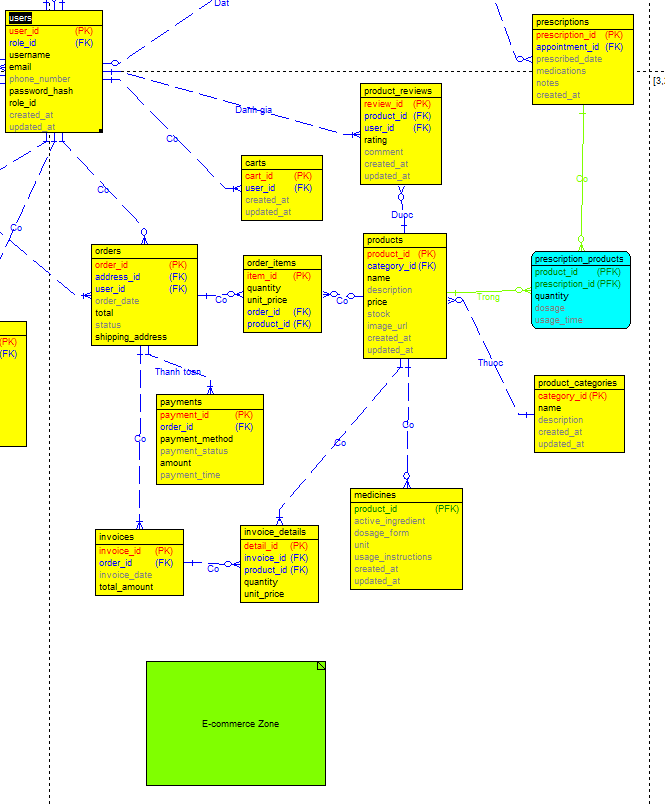 users
user_id (PK)
role_id (FK)
username
email
phone_number
password_hash
role_id
created_at
updated_at
Dat
prescriptions
prescription_id (PK)
appointment_id (FK)
prescribed_date
medications
notes
created_at
[3,
product_reviews
review_id (PK)
product_id (FK)
user_id (FK)
rating
comment
created_at
updated_at
Danh gia
Co
carts
cart_id (PK)
user_id (FK)
created_at
updated_at
Co
Co
Co
Duoc
orders
order_id (PK)
address_id (FK)
user_id (FK)
order_date
total
status
shipping_address
Co
order_items
item_id (PK)
quantity
unit_price
order_id (FK)
product_id (FK)
Co
products
product_id (PK)
category_id (FK)
name
description
price
stock
image_url
created_at
updated_at
Trong
prescription_products
product_id (PFK)
prescription_id (PFK)
quantity
dosage
usage_time
Thuoc
product_categories
category_id (PK)
name
description
created_at
updated_at
(PK)
(FK)
Thanh toan
payments
payment_id (PK)
order_id (FK)
payment_method
payment_status
amount
payment_time
Co
Co
Co
medicines
product_id (PFK)
active_ingredient
dosage_form
unit
usage_instructions
created_at
updated_at
invoices
invoice_id (PK)
order_id (FK)
invoice_date
total_amount
Co
invoice_details
detail_id (PK)
invoice_id (FK)
product_id (FK)
quantity
unit_price
E-commerce Zone